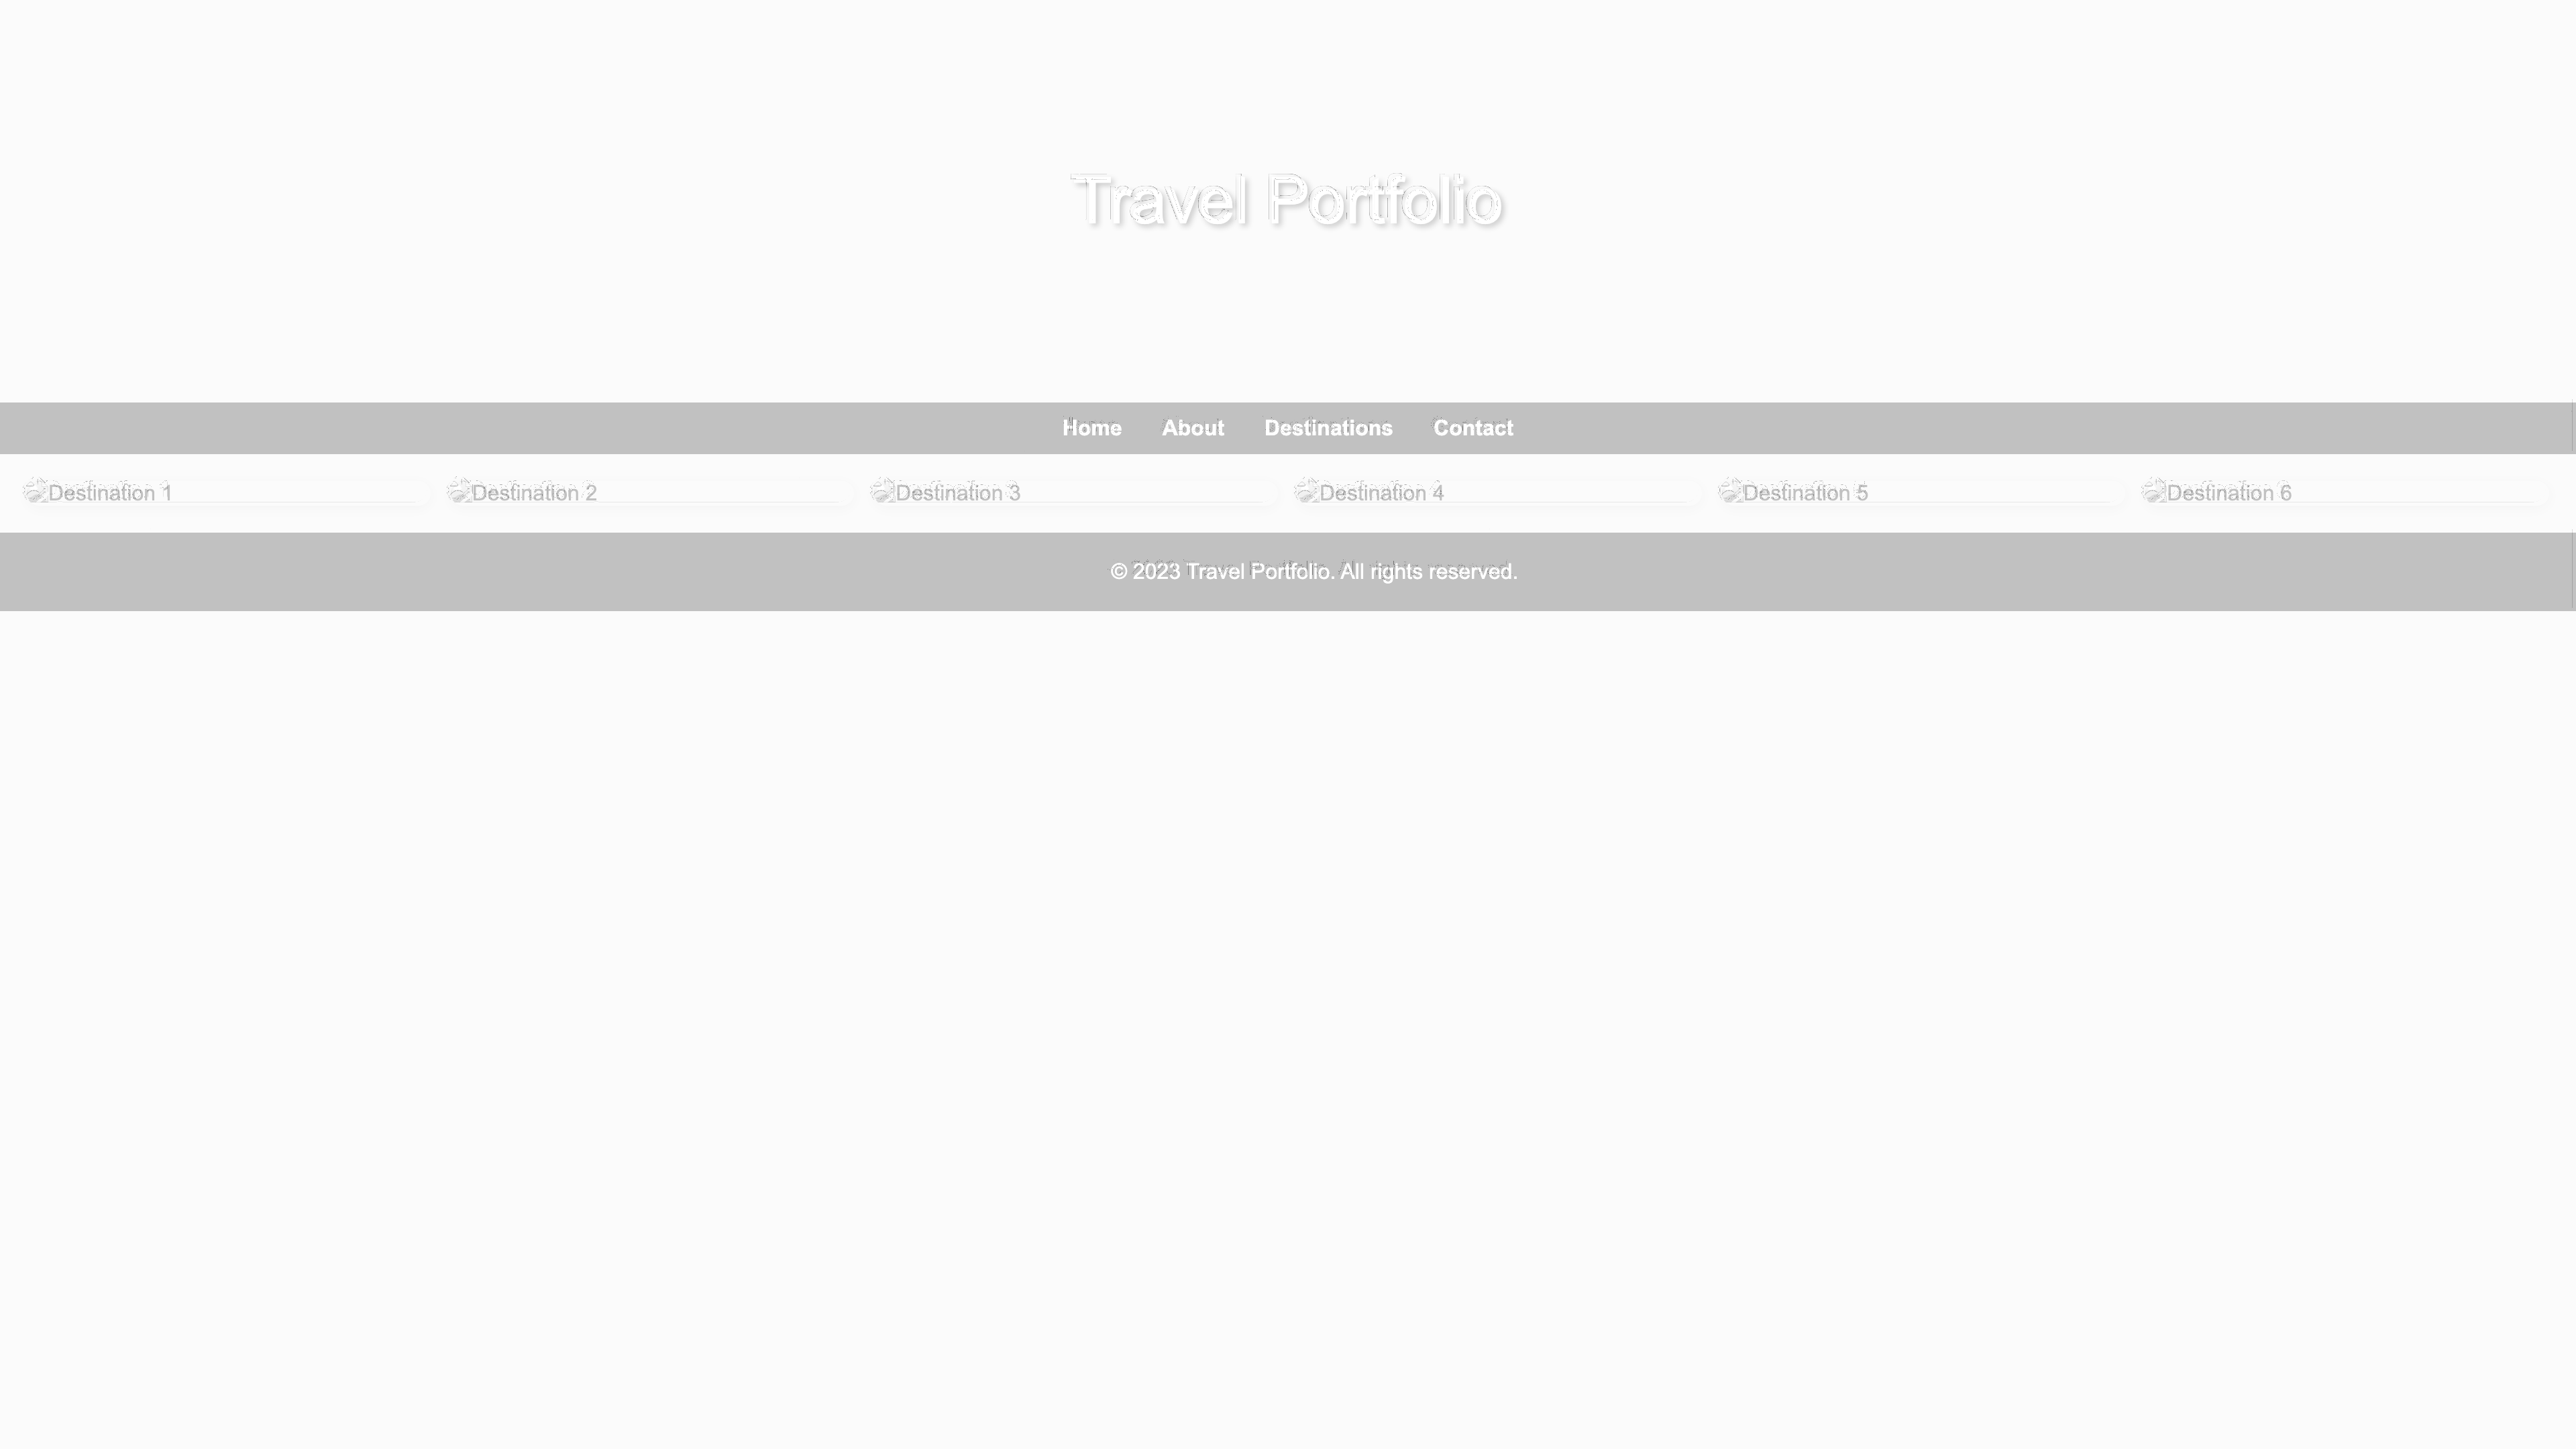 Travel Portfolio
Home About Destinations Contact
Destination 1 Destination 2 Destination 3 Destination 4 Destination 5 Destination 6
© 2023 Travel Portfolio. All rights reserved.